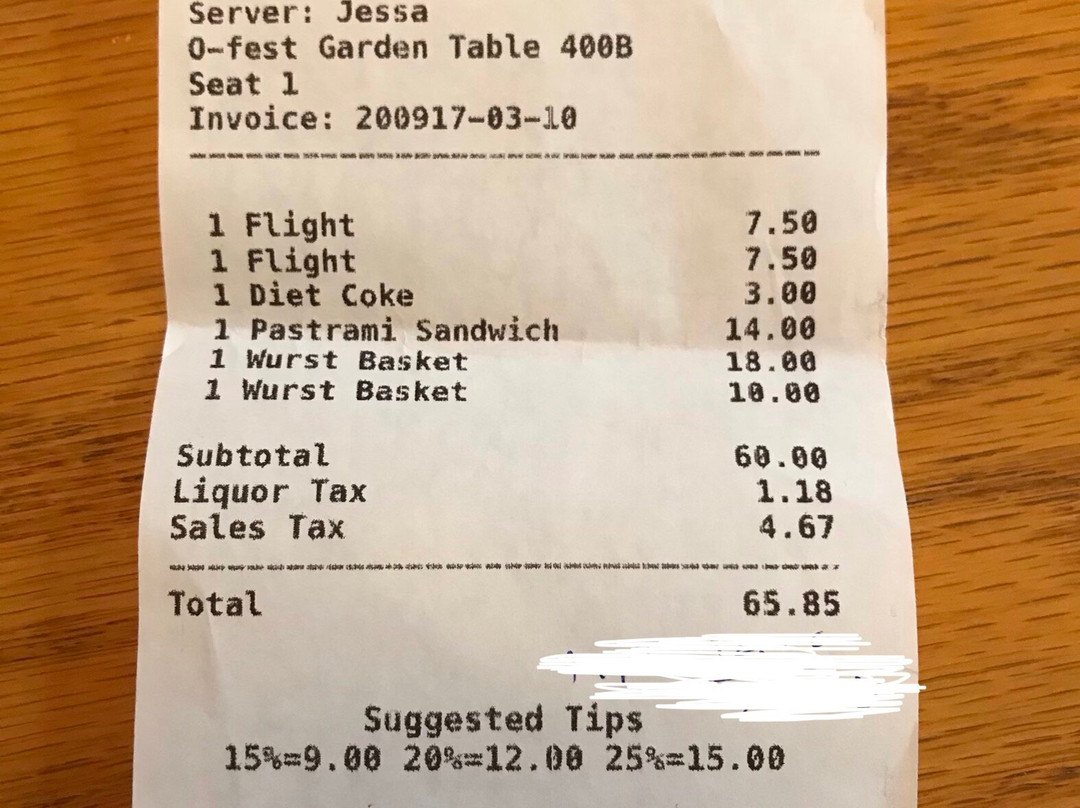 Server: Jessa
O-fest Garden Table 400B
Seat 1
Invoice: 200917-03-10
1 Flight 7.50
1 Flight 7.50
1 Diet Coke 3.00
1 Pastrami Sandwich 14.00
1 Wurst Basket 18.00
1 Wurst Basket 10.00
Subtotal 60.00
Liquor Tax 1.18
Sales Tax 4.67
Total 65.85
Suggested Tips
15%=9.00 20%=12.00 25%=15.00